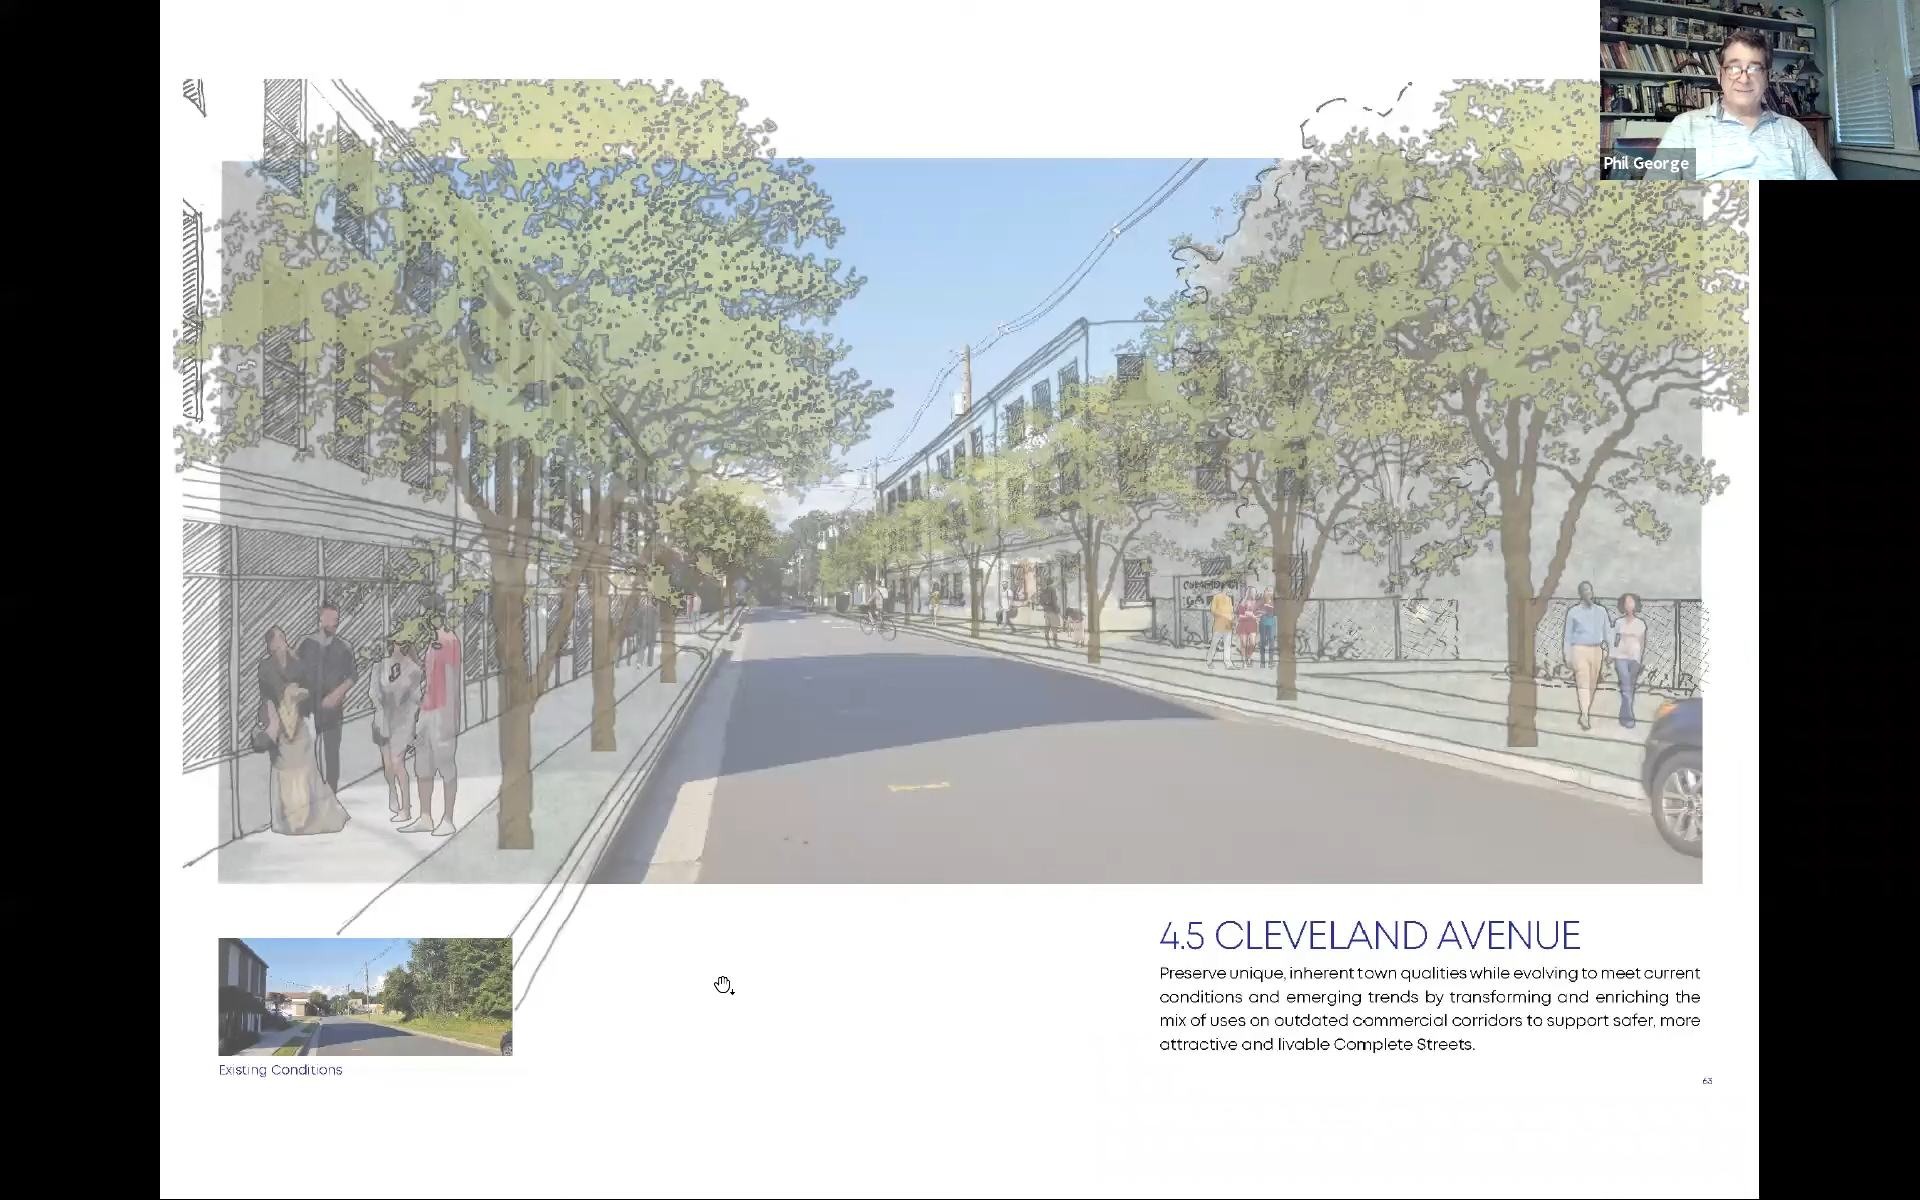 Phil George
4.5 CLEVELAND AVENUE
Preserve unique, inherent town qualities while evolving to meet current
conditions and emerging trends by transforming and enriching the
mix of uses on outdated commercial corridors to support safer, more
attractive and livable Complete Streets.
Existing Conditions
63